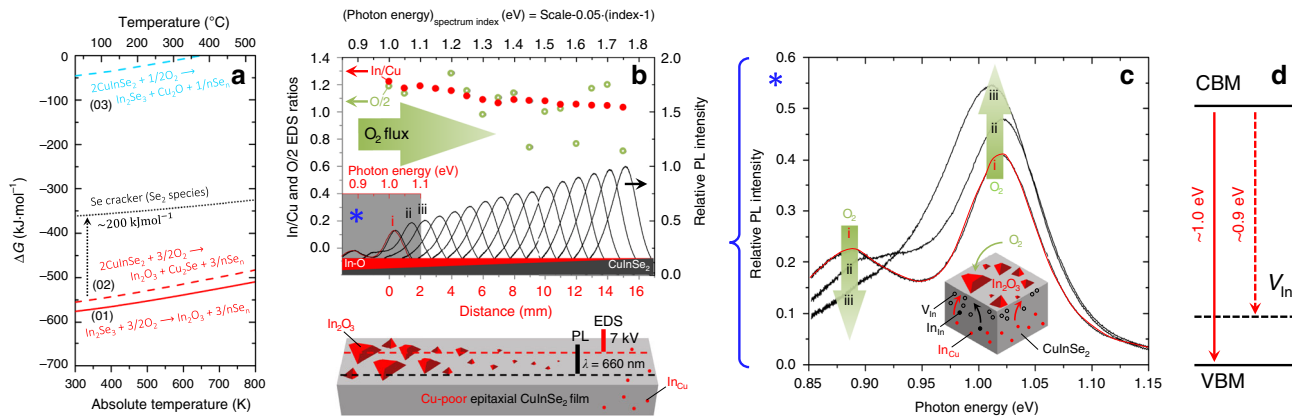 Temperature (°C)
100 200 300 400 500
a
ΔG (kJ·mol⁻¹)
0
−100
−200
−300
−400
−500
−600
−700
2CuInSe₂ + 1/2O₂ →
In₂Se₃ + Cu₂O + 1/nSeₙ
(03)
Se cracker (Se₂ species)
~200 kJmol⁻¹
2CuInSe₂ + 3/2O₂ →
In₂O₃ + Cu₂Se + 3/nSeₙ
(02)
(01)
In₂Se₃ + 3/2O₂ → In₂O₃ + 3/nSeₙ
300 400 500 600 700 800
Absolute temperature (K)
(Photon energy)spectrum index (eV) = Scale-0.05·(index-1)
0.9 1.0 1.1 1.2 1.3 1.4 1.5 1.6 1.7 1.8
b
In/Cu and O/2 EDS ratios
1.4
1.2
1.0
0.8
0.6
0.4
0.2
0.0
In/Cu
O/2
O₂ flux
Photon energy (eV)
0.9 1.0 1.1
*
i
ii
iii
In-O
CuInSe₂
2.0
1.5
1.0
0.5
0.0
Relative PL intensity
0 2 4 6 8 10 12 14 16
Distance (mm)
In₂O₃
EDS
PL
7 kV
λ = 660 nm
InCu
Cu-poor epitaxial CuInSe₂ film
*
c
Relative PL intensity
0.6
0.5
0.4
0.3
0.2
0.1
0.0
iii
ii
i
O₂
O₂
i
ii
iii
O₂
In₂O₃
VIn
InIn
InCu
CuInSe₂
0.85 0.90 0.95 1.00 1.05 1.10 1.15
Photon energy (eV)
d
CBM
~1.0 eV
~0.9 eV
VIn
VBM